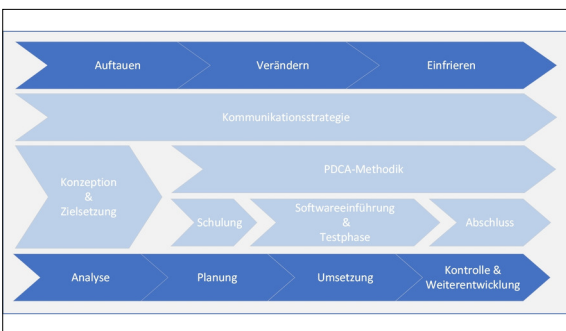 Auftauen
Verändern
Einfrieren
Kommunikationsstrategie
Konzeption
&
Zielsetzung
PDCA-Methodik
Schulung
Softwareeinführung
&
Testphase
Abschluss
Analyse
Planung
Umsetzung
Kontrolle &
Weiterentwicklung